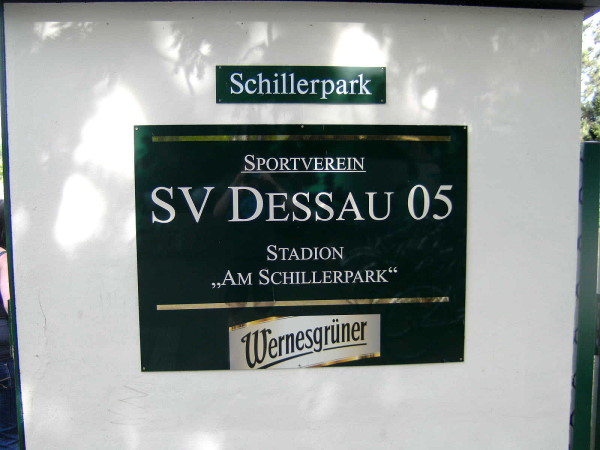 Schillerpark
SPORTVEREIN
SV DESSAU 05
STADION
„AM SCHILLERPARK“
Wernesgrüner